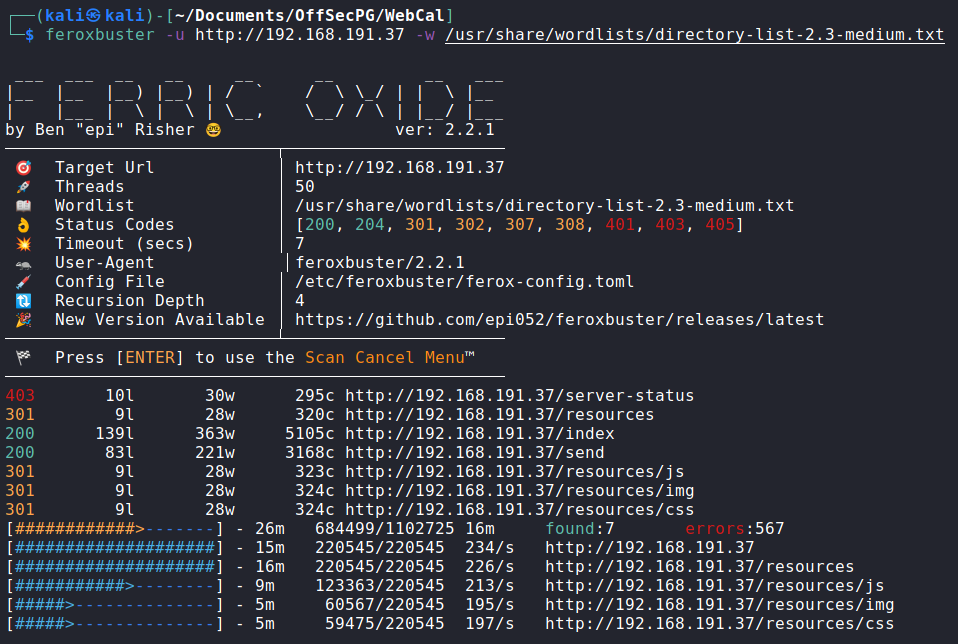 (kali㉿kali)-[~/Documents/OffSecPG/WebCal]
$ feroxbuster -u http://192.168.191.37 -w /usr/share/wordlists/directory-list-2.3-medium.txt
FERRIC OXIDE
by Ben "epi" Risher 🤓 ver: 2.2.1
🎯 Target Url │ http://192.168.191.37
🚀 Threads │ 50
📖 Wordlist │ /usr/share/wordlists/directory-list-2.3-medium.txt
👌 Status Codes │ [200, 204, 301, 302, 307, 308, 401, 403, 405]
💥 Timeout (secs) │ 7
🦡 User-Agent │ feroxbuster/2.2.1
💉 Config File │ /etc/feroxbuster/ferox-config.toml
🔃 Recursion Depth │ 4
🎉 New Version Available │ https://github.com/epi052/feroxbuster/releases/latest
🏁 Press [ENTER] to use the Scan Cancel Menu™
403 10l 30w 295c http://192.168.191.37/server-status
301 9l 28w 320c http://192.168.191.37/resources
200 139l 363w 5105c http://192.168.191.37/index
200 83l 221w 3168c http://192.168.191.37/send
301 9l 28w 323c http://192.168.191.37/resources/js
301 9l 28w 324c http://192.168.191.37/resources/img
301 9l 28w 324c http://192.168.191.37/resources/css
[############>-------] - 26m 684499/1102725 16m found:7 errors:567
[####################] - 15m 220545/220545 234/s http://192.168.191.37
[####################] - 16m 220545/220545 226/s http://192.168.191.37/resources
[###########>--------] - 9m 123363/220545 213/s http://192.168.191.37/resources/js
[#####>--------------] - 5m 60567/220545 195/s http://192.168.191.37/resources/img
[#####>--------------] - 5m 59475/220545 197/s http://192.168.191.37/resources/css